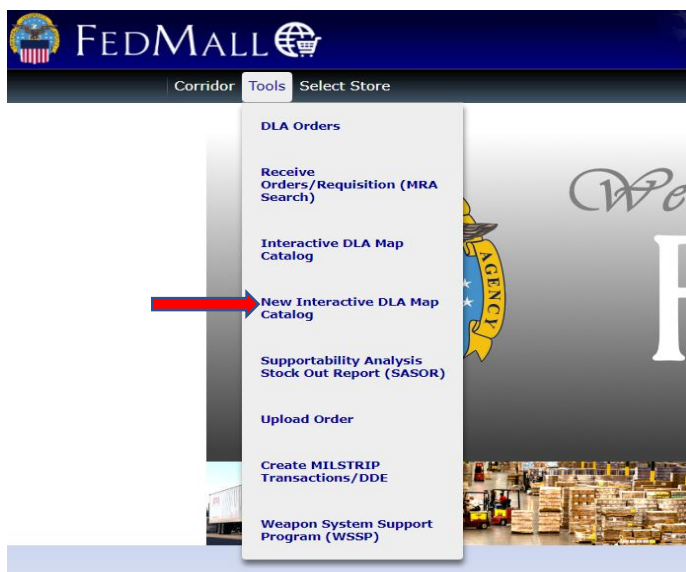 FEDMALL
Corridor Tools Select Store
DLA Orders
Receive
Orders/Requisition (MRA
Search)
Interactive DLA Map
Catalog
New Interactive DLA Map
Catalog
Supportability Analysis
Stock Out Report (SASOR)
Upload Order
Create MILSTRIP
Transactions/DDE
Weapon System Support
Program (WSSP)
We
F
AGENCY